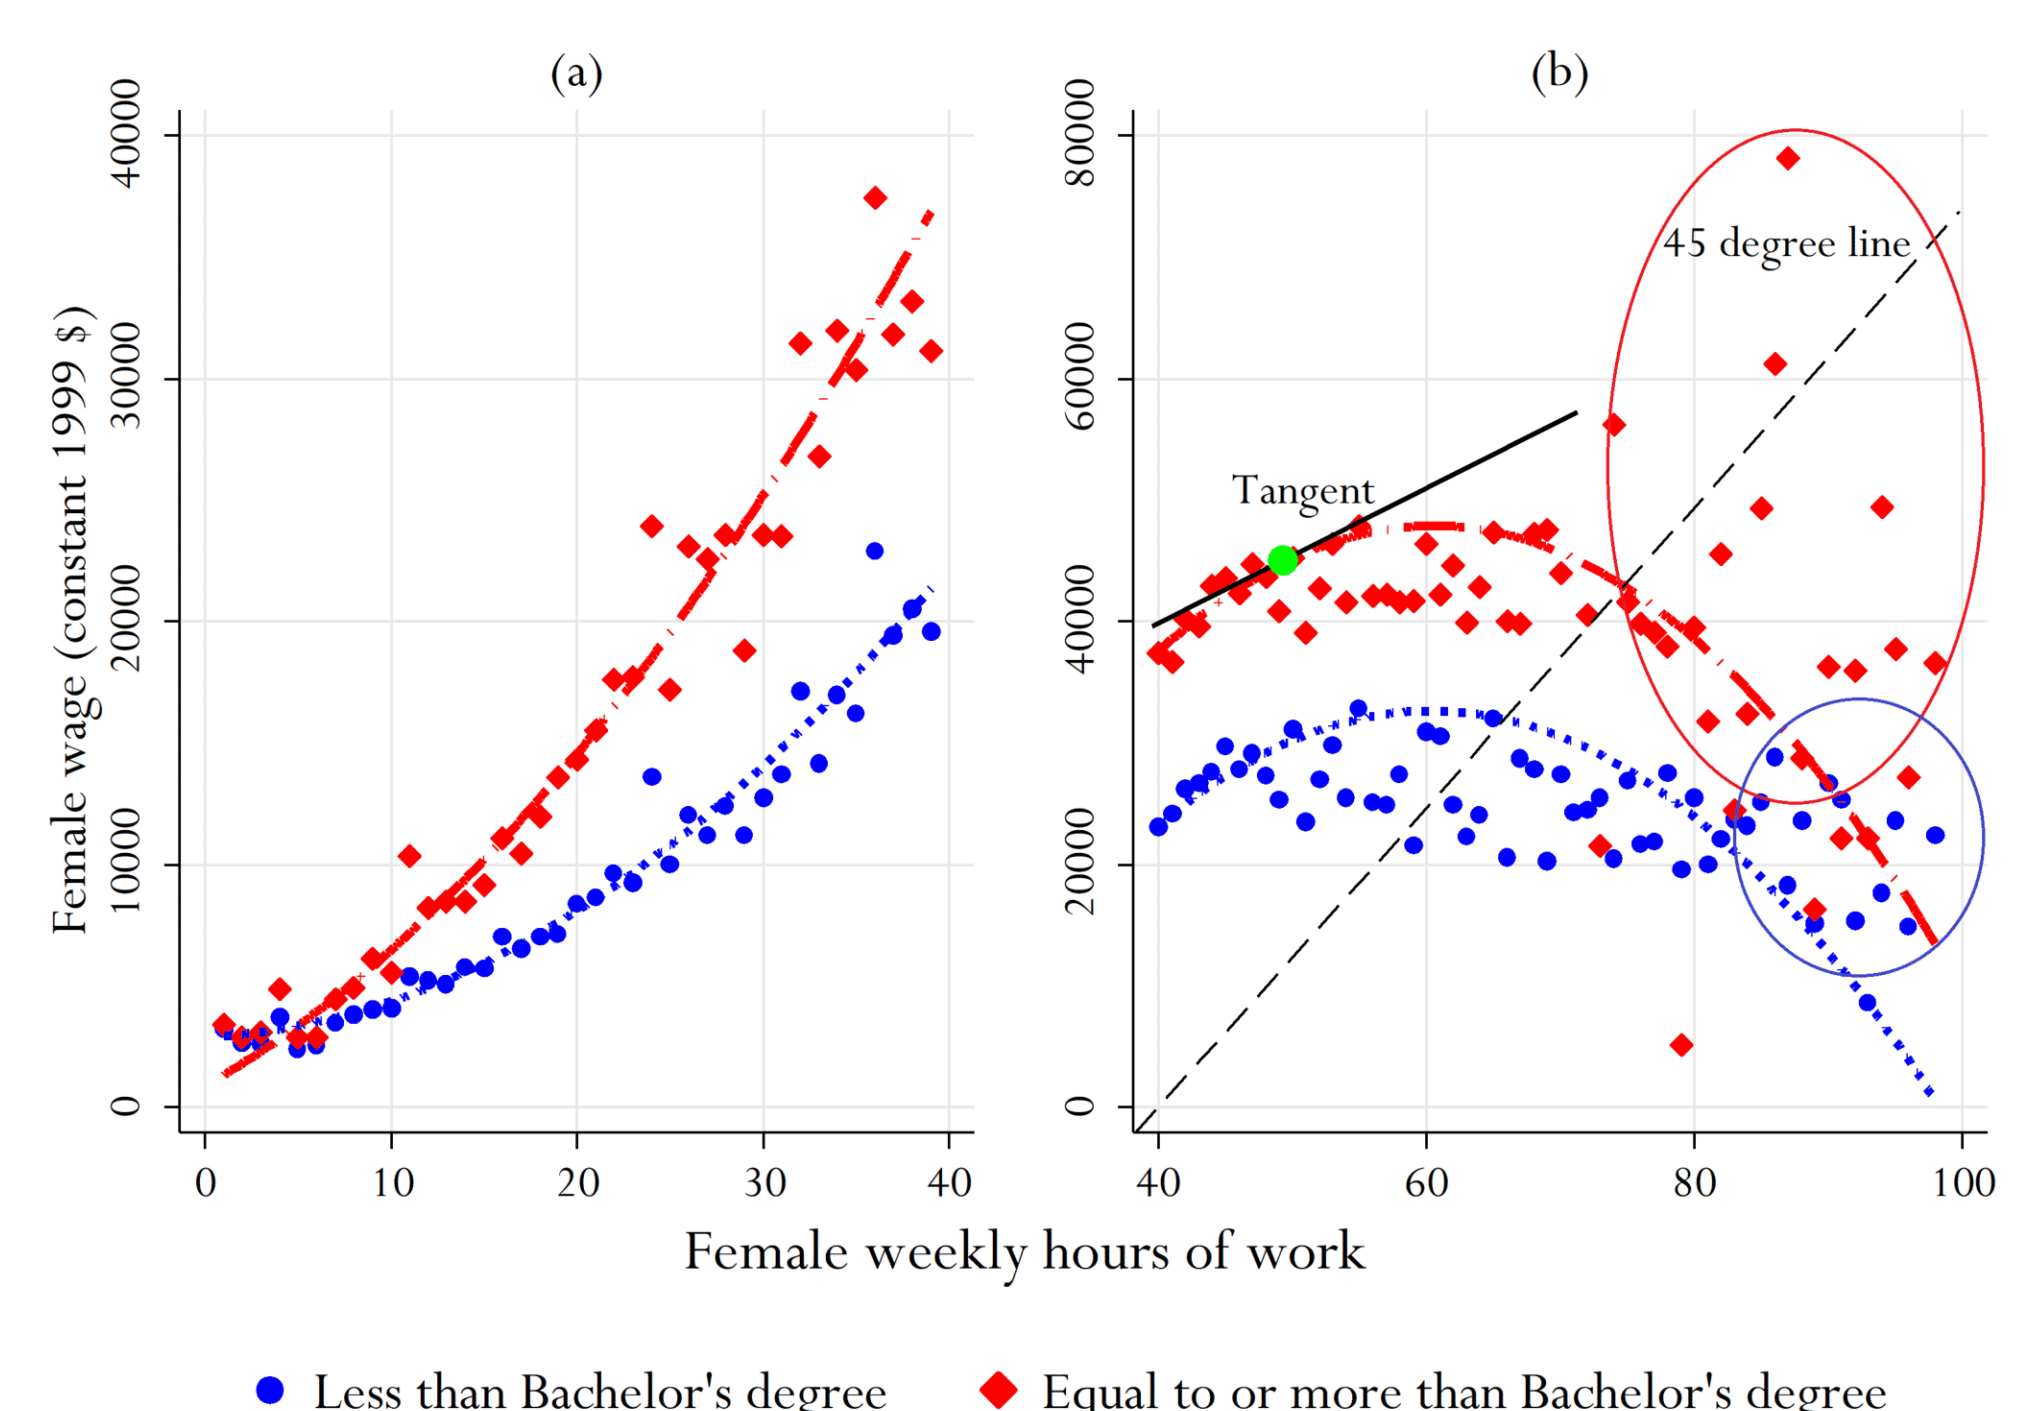 (a)
(b)
Female wage (constant 1999 $)
40000
30000
20000
10000
0
0
10
20
30
40
80000
60000
40000
20000
0
45 degree line
Tangent
40
60
80
100
Female weekly hours of work
Less than Bachelor's degree
Equal to or more than Bachelor's degree